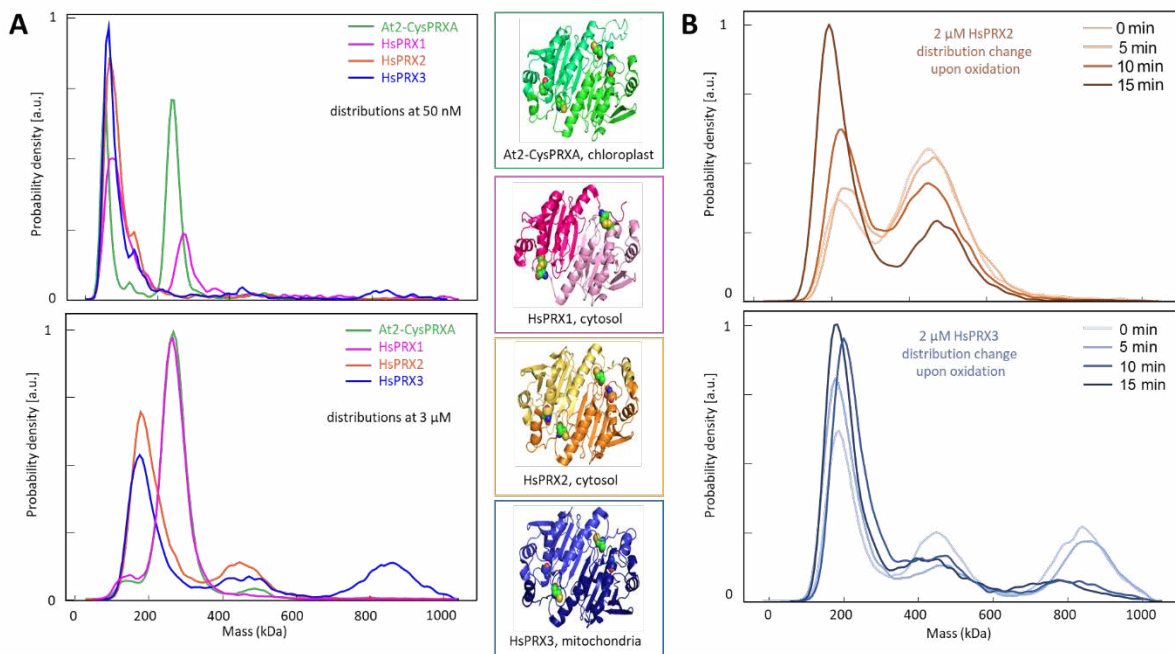 A
1
At2-CysPRXA
HsPRX1
HsPRX2
HsPRX3
distributions at 50 nM
Probability density [a.u.]
0
1
At2-CysPRXA
HsPRX1
HsPRX2
HsPRX3
distributions at 3 µM
Probability density [a.u.]
0
0 200 400 600 800 1000
Mass (kDa)
At2-CysPRXA, chloroplast
HsPRX1, cytosol
HsPRX2, cytosol
HsPRX3, mitochondria
B
1
2 µM HsPRX2
distribution change
upon oxidation
0 min
5 min
10 min
15 min
Probability density [a.u.]
0
1
2 µM HsPRX3
distribution change
upon oxidation
0 min
5 min
10 min
15 min
Probability density [a.u.]
0
0 200 400 600 800 1000
Mass (kDa)